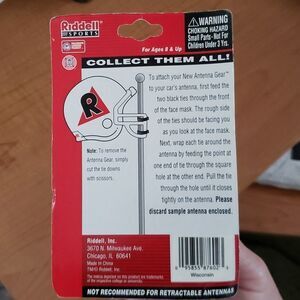 Riddell
SPORTS
WARNING
CHOKING HAZARD
Small Parts- Not For
Children Under 3 Yrs.
For Ages 8 & Up
COLLECT THEM ALL!
R
To attach your New Antenna Gear™
to your car's antenna, first feed the
two black ties through the front
of the face mask. The rough side
of the ties should be facing you
as you look at the face mask.
Next, wrap each tie around the
antenna by feeding the point at
one end of tie through the square
hole at the other end. Pull the tie
through the hole until it closes
tightly on the antenna. Please
discard sample antenna enclosed.
Note: To remove the
Antenna Gear, simply
cut the tie downs
with scissors.
Riddell, Inc.
3670 N. Milwaukee Ave.
Chicago, IL 60641
Made in China
Wisconsin
NOT RECOMMENDED FOR RETRACTABLE ANTENNAS